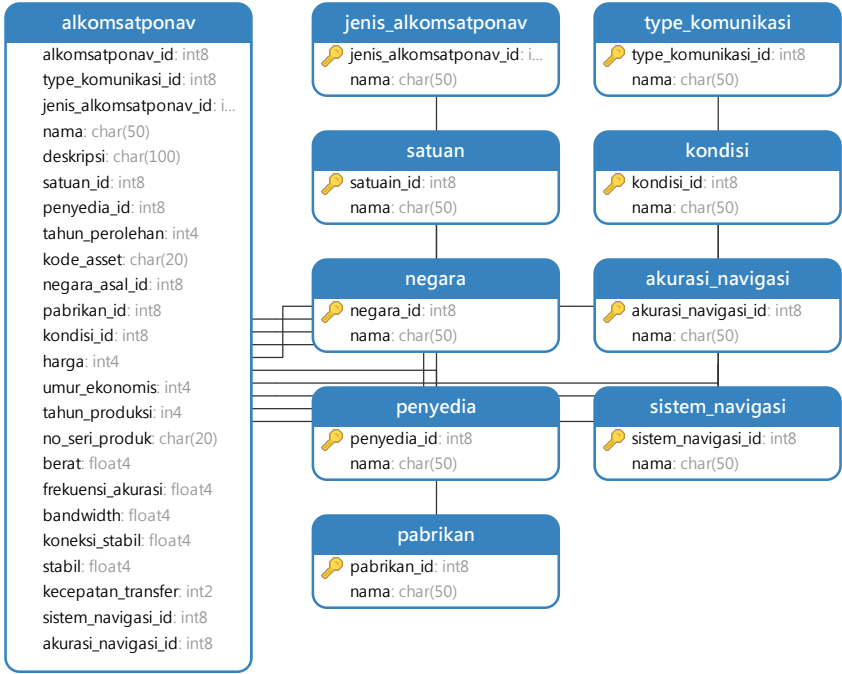 alkomsatponav
alkomsatponav_id: int8
type_komunikasi_id: int8
jenis_alkomsatponav_id: i...
nama: char(50)
deskripsi: char(100)
satuan_id: int8
penyedia_id: int8
tahun_perolehan: int4
kode_asset: char(20)
negara_asal_id: int8
pabrikan_id: int8
kondisi_id: int8
harga: int4
umur_ekonomis: int4
tahun_produksi: in4
no_seri_produk: char(20)
berat: float4
frekuensi_akurasi: float4
bandwidth: float4
koneksi_stabil: float4
stabil: float4
kecepatan_transfer: int2
sistem_navigasi_id: int8
akurasi_navigasi_id: int8
jenis_alkomsatponav
jenis_alkomsatponav_id: i...
nama: char(50)
type_komunikasi
type_komunikasi_id: int8
nama: char(50)
satuan
satuain_id: int8
nama: char(50)
kondisi
kondisi_id: int8
nama: char(50)
negara
negara_id: int8
nama: char(50)
akurasi_navigasi
akurasi_navigasi_id: int8
nama: char(50)
penyedia
penyedia_id: int8
nama: char(50)
sistem_navigasi
sistem_navigasi_id: int8
nama: char(50)
pabrikan
pabrikan_id: int8
nama: char(50)